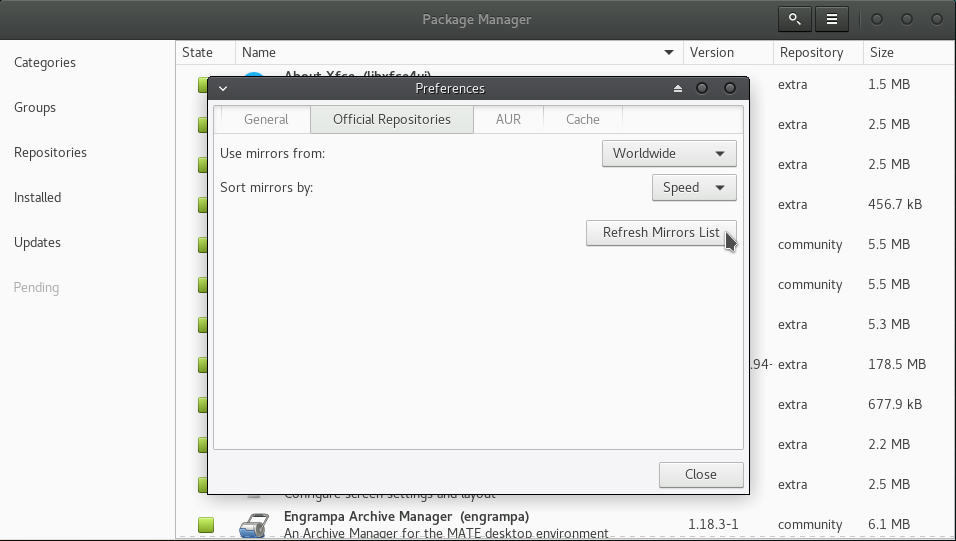 Package Manager
Categories
Groups
Repositories
Installed
Updates
Pending
State Name Version Repository Size
About Xfce (libxfce4ui)
extra 1.5 MB
extra 2.5 MB
extra 2.5 MB
extra 456.7 kB
community 5.5 MB
community 5.5 MB
extra 5.3 MB
.94- extra 178.5 MB
extra 677.9 kB
extra 2.2 MB
extra 2.5 MB
Configure screen settings and layout
Engrampa Archive Manager (engrampa)
An Archive Manager for the MATE desktop environment
1.18.3-1 community 6.1 MB
Preferences
General Official Repositories AUR Cache
Use mirrors from: Worldwide
Sort mirrors by: Speed
Refresh Mirrors List
Close